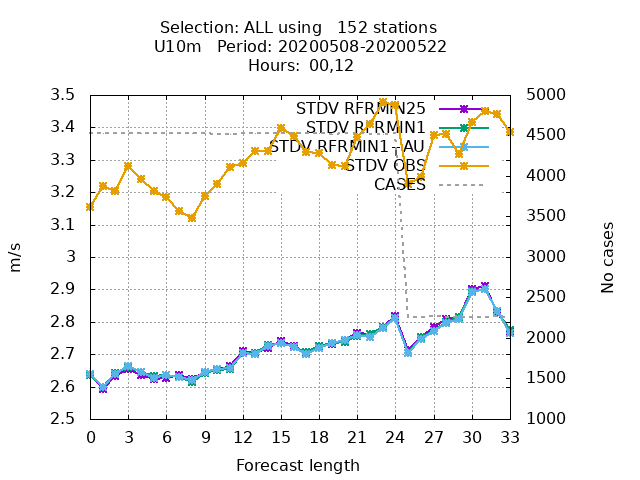 Selection: ALL using   152 stations
U10m   Period: 20200508-20200522
Hours:  00,12
3.5
3.4
3.3
3.2
3.1
3
2.9
2.8
2.7
2.6
2.5
m/s
STDV RFRMIN25
STDV RFRMIN1
STDV RFRMIN1+AU
STDV OBS
CASES
5000
4500
4000
3500
3000
2500
2000
1500
1000
No cases
0 3 6 9 12 15 18 21 24 27 30 33
Forecast length